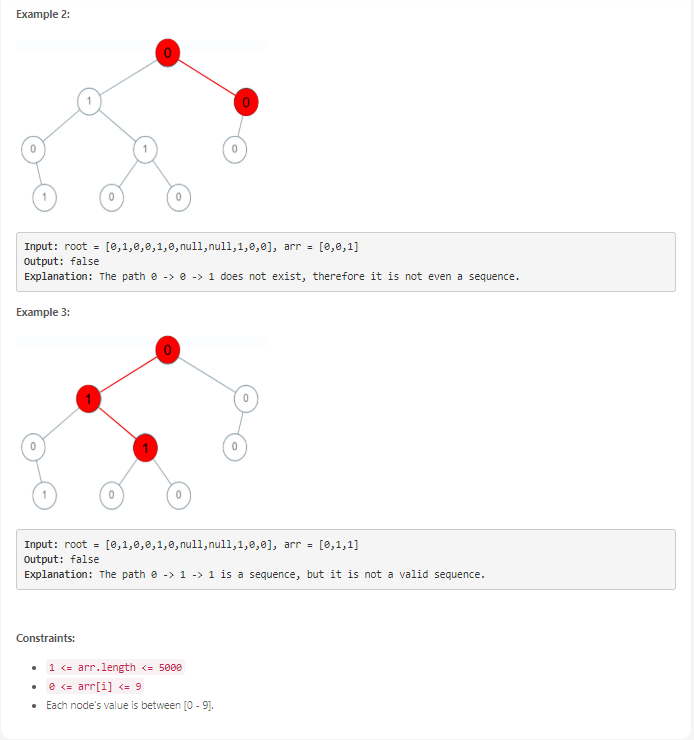 Example 2:
0
1
0
0
1
0
1
0
0
Input: root = [0,1,0,0,1,0,null,null,1,0,0], arr = [0,0,1]
Output: false
Explanation: The path 0 -> 0 -> 1 does not exist, therefore it is not even a sequence.
Example 3:
0
1
0
0
1
0
1
0
0
Input: root = [0,1,0,0,1,0,null,null,1,0,0], arr = [0,1,1]
Output: false
Explanation: The path 0 -> 1 -> 1 is a sequence, but it is not a valid sequence.
Constraints:
• 1 <= arr.length <= 5000
• 0 <= arr[i] <= 9
• Each node's value is between [0 - 9].